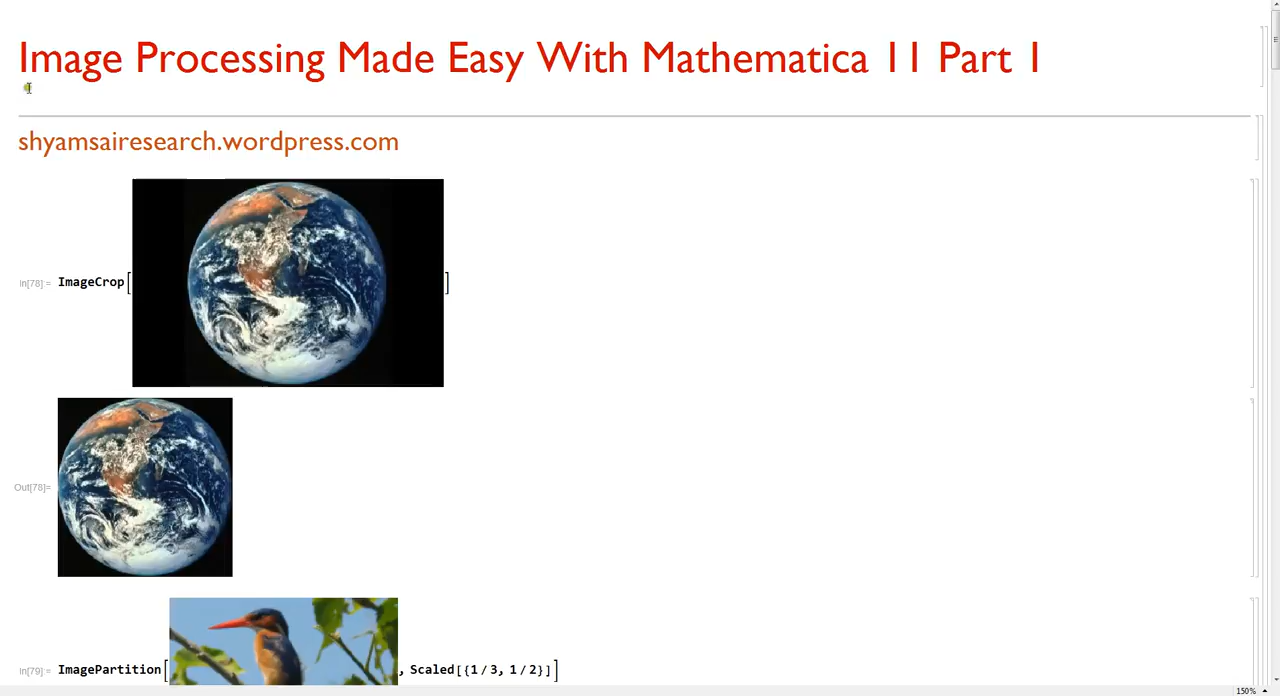 Image Processing Made Easy With Mathematica 11 Part 1
shyamsairesearch.wordpress.com
In[78]:= ImageCrop[ ]
Out[78]=
In[79]:= ImagePartition[ , Scaled[{1/3, 1/2}]]
150%